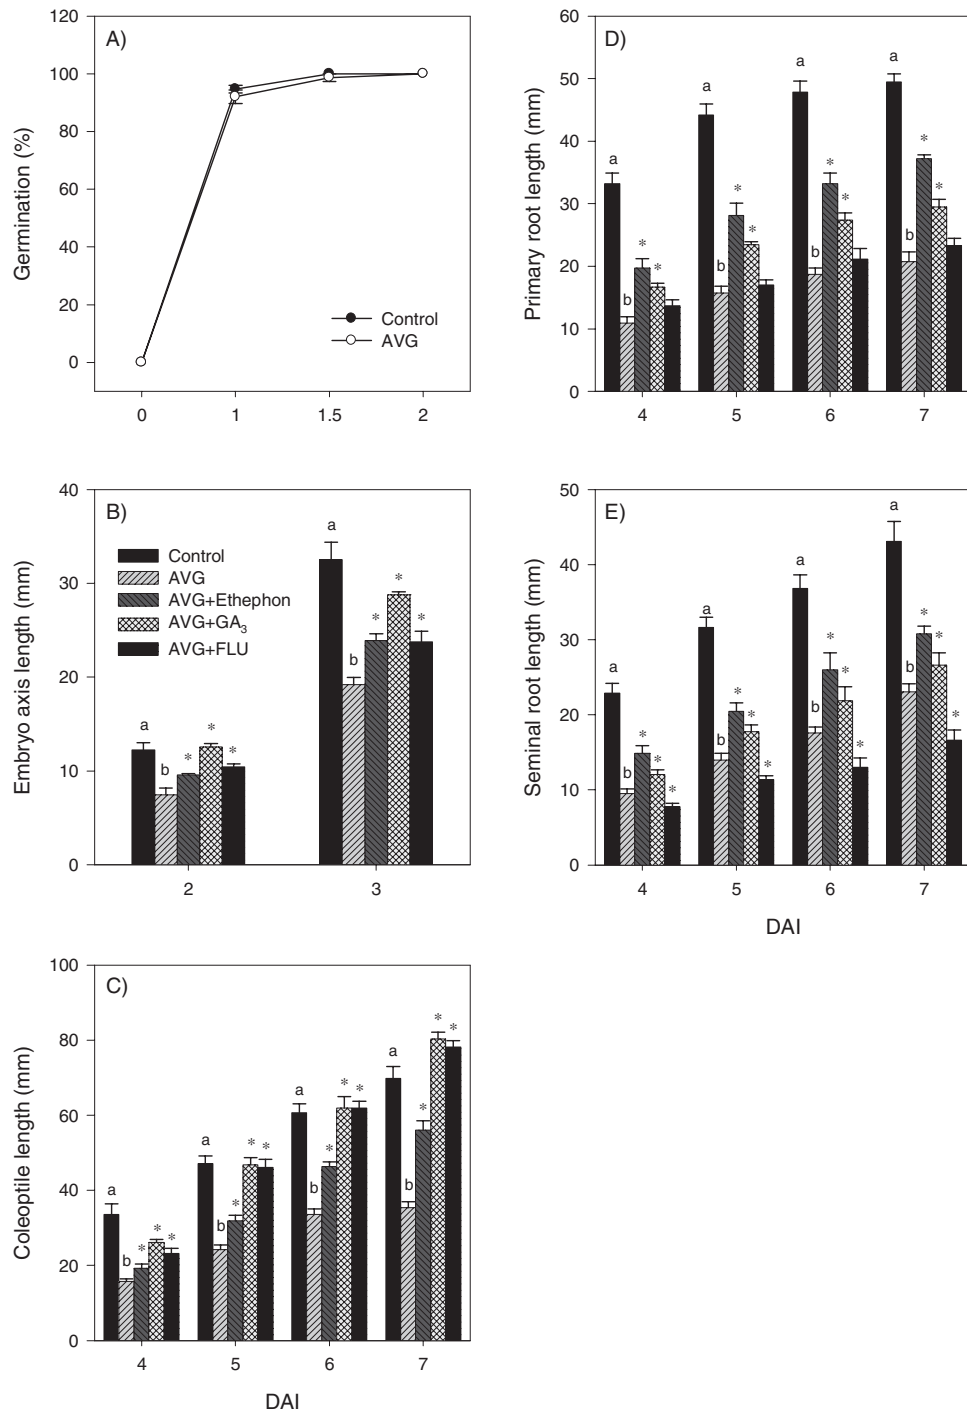 A)
Germination (%)
120
100
80
60
40
20
0
Control
AVG
0 1 1.5 2
B)
Embryo axis length (mm)
40
30
20
10
0
Control
AVG
AVG+Ethephon
AVG+GA3
AVG+FLU
a b * * *
a b * * *
2 3
C)
Coleoptile length (mm)
100
80
60
40
20
0
a b * * *
a b * * *
a b * * *
a b * * *
4 5 6 7
DAI
D)
Primary root length (mm)
60
50
40
30
20
10
0
a b * *
a b * *
a b * *
a b * *
4 5 6 7
E)
Seminal root length (mm)
50
40
30
20
10
0
a b * * *
a b * * *
a b * * *
a b * * *
4 5 6 7
DAI